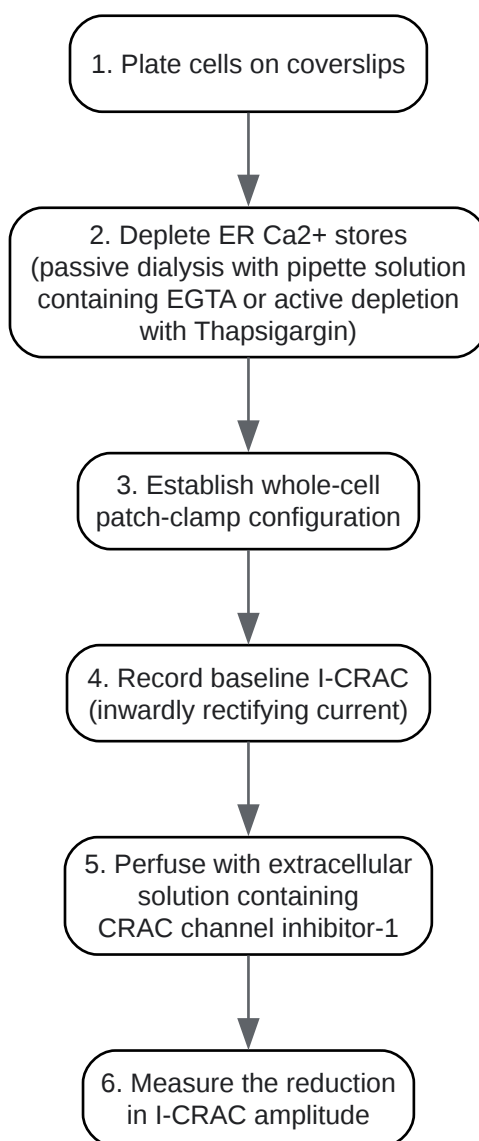 1. Plate cells on coverslips
2. Deplete ER Ca2+ stores
(passive dialysis with pipette solution
containing EGTA or active depletion
with Thapsigargin)
3. Establish whole-cell
patch-clamp configuration
4. Record baseline I-CRAC
(inwardly rectifying current)
5. Perfuse with extracellular
solution containing
CRAC channel inhibitor-1
6. Measure the reduction
in I-CRAC amplitude